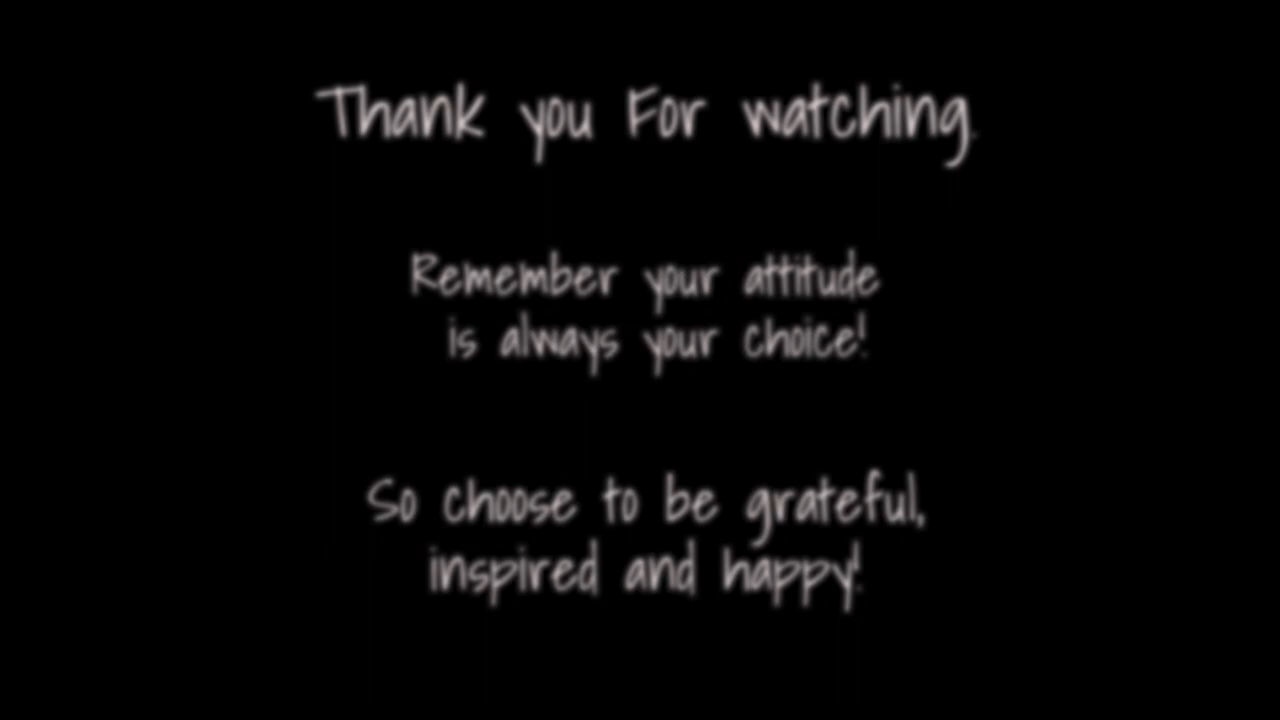 Thank you For watching.
Remember your attitude
is always your choice!
So choose to be grateful,
inspired and happy!